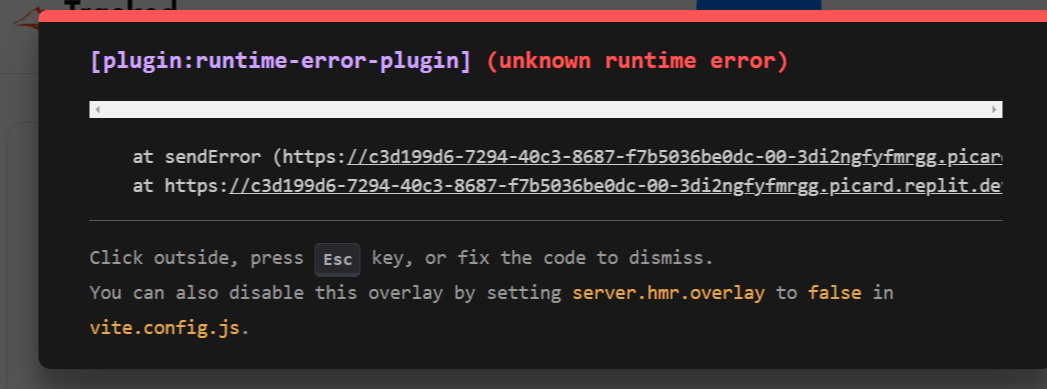 Tracked
[plugin:runtime-error-plugin] (unknown runtime error)
at sendError (https://c3d199d6-7294-40c3-8687-f7b5036be0dc-00-3di2ngfyfmrgg.picard
at https://c3d199d6-7294-40c3-8687-f7b5036be0dc-00-3di2ngfyfmrgg.picard.replit.de
Click outside, press Esc key, or fix the code to dismiss.
You can also disable this overlay by setting server.hmr.overlay to false in
vite.config.js.